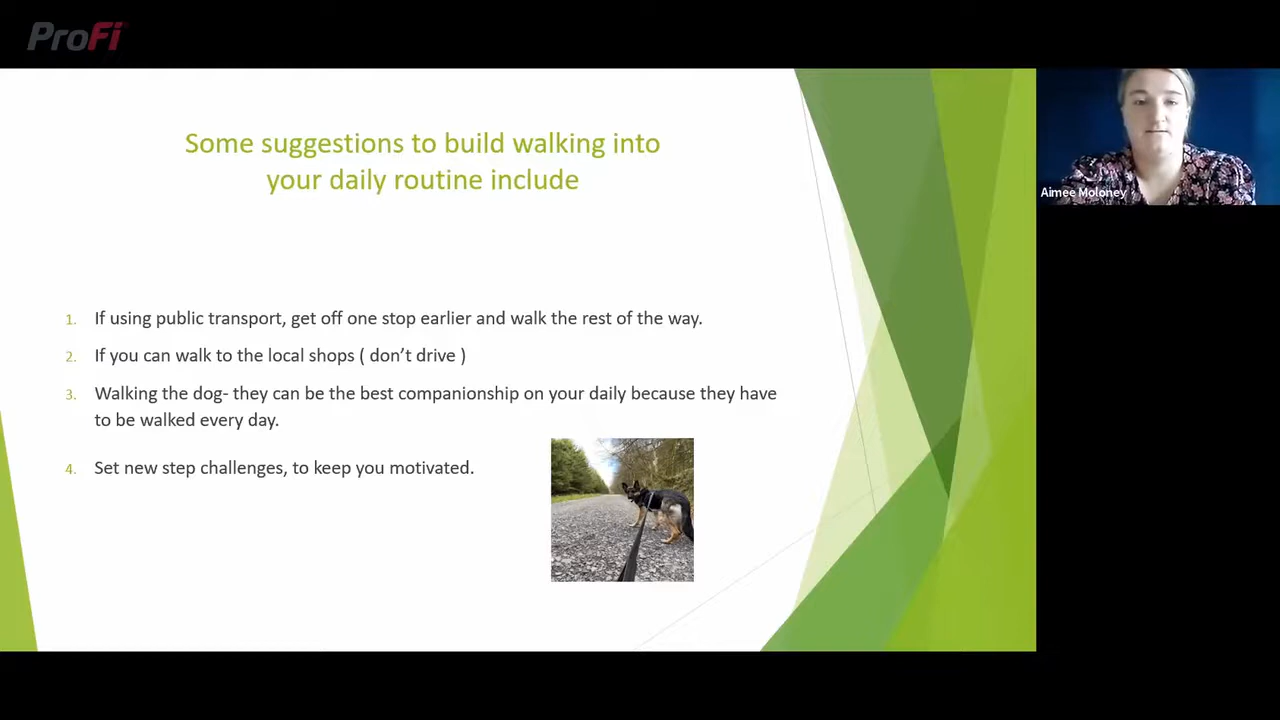 ProFi
Some suggestions to build walking into
your daily routine include
1. If using public transport, get off one stop earlier and walk the rest of the way.
2. If you can walk to the local shops ( don't drive )
3. Walking the dog- they can be the best companionship on your daily because they have
to be walked every day.
4. Set new step challenges, to keep you motivated.
Aimee Moloney